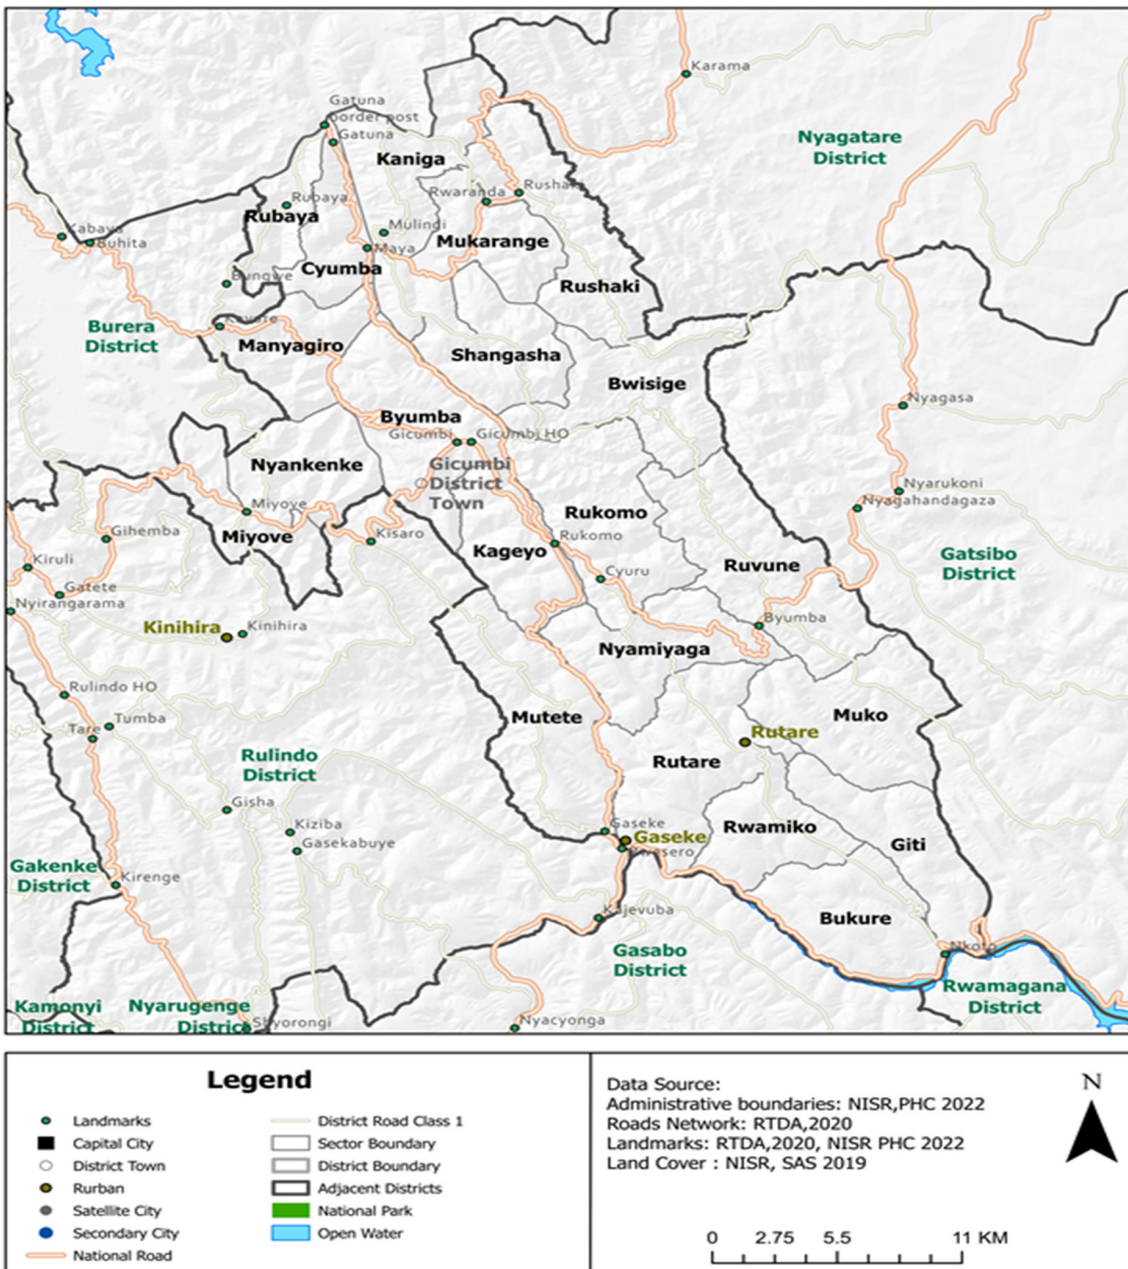 Karama
Gatuna
border post
Gatuna
Nyagatare
District
Kaniga
Rwaranda
Rubaya
Rubaya
Mulindi
Kabaya
Buhita
Mukarange
Maya
Cyumba
Bungwe
Rushaki
Burera
District
Manyagiro
Shangasha
Bwisige
Nyagasa
Byumba
Gicumbi
Gicumbi HO
Nyankenke
Gicumbi
District
Town
Nyarukoni
Nyagahandagaza
Miyove
Rukomo
Gihemba
Miyove
Kisaro
Rukomo
Kageyo
Gatsibo
District
Kiruli
Ruvune
Cyuru
Gatete
Nyirangarama
Byumba
Kinihira
Kinihira
Nyamiyaga
Rulindo HO
Mutete
Muko
Tumba
Tare
Rutare
Rutare
Rulindo
District
Gisha
Kiziba
Gaseke
Gaseke
Rwamiko
Gasekabuye
Giti
Gakenke
District
Kirenge
Kajevuba
Bukure
Gasabo
District
Nkoto
Rwamagana
District
Kamonyi
District
Nyarugenge
District
Shyorongi
Nyacyonga
Legend
Landmarks
Capital City
District Town
Rurban
Satellite City
Secondary City
National Road
District Road Class 1
Sector Boundary
District Boundary
Adjacent Districts
National Park
Open Water
Data Source:
Administrative boundaries: NISR,PHC 2022
Roads Network: RTDA,2020
Landmarks: RTDA,2020, NISR PHC 2022
Land Cover : NISR, SAS 2019
N
0 2.75 5.5 11 KM